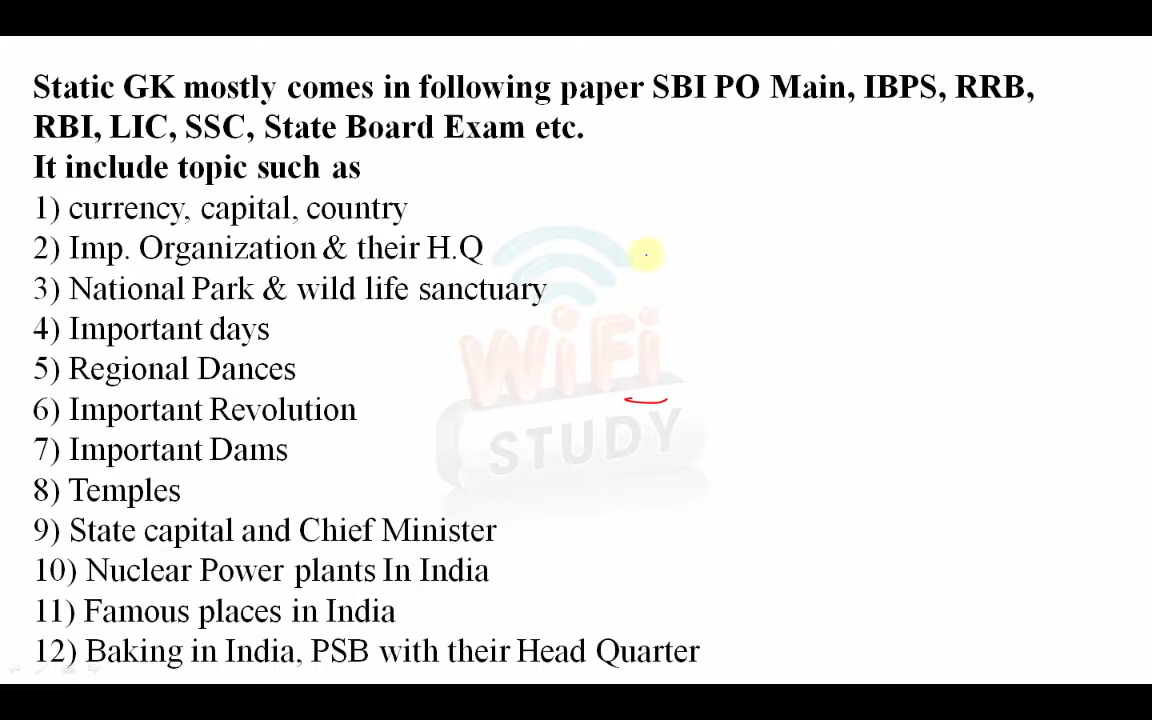 Static GK mostly comes in following paper SBI PO Main, IBPS, RRB,
RBI, LIC, SSC, State Board Exam etc.
It include topic such as
1) currency, capital, country
2) Imp. Organization & their H.Q
3) National Park & wild life sanctuary
4) Important days
5) Regional Dances
6) Important Revolution
7) Important Dams
8) Temples
9) State capital and Chief Minister
10) Nuclear Power plants In India
11) Famous places in India
12) Baking in India, PSB with their Head Quarter
WiFi
STUDY